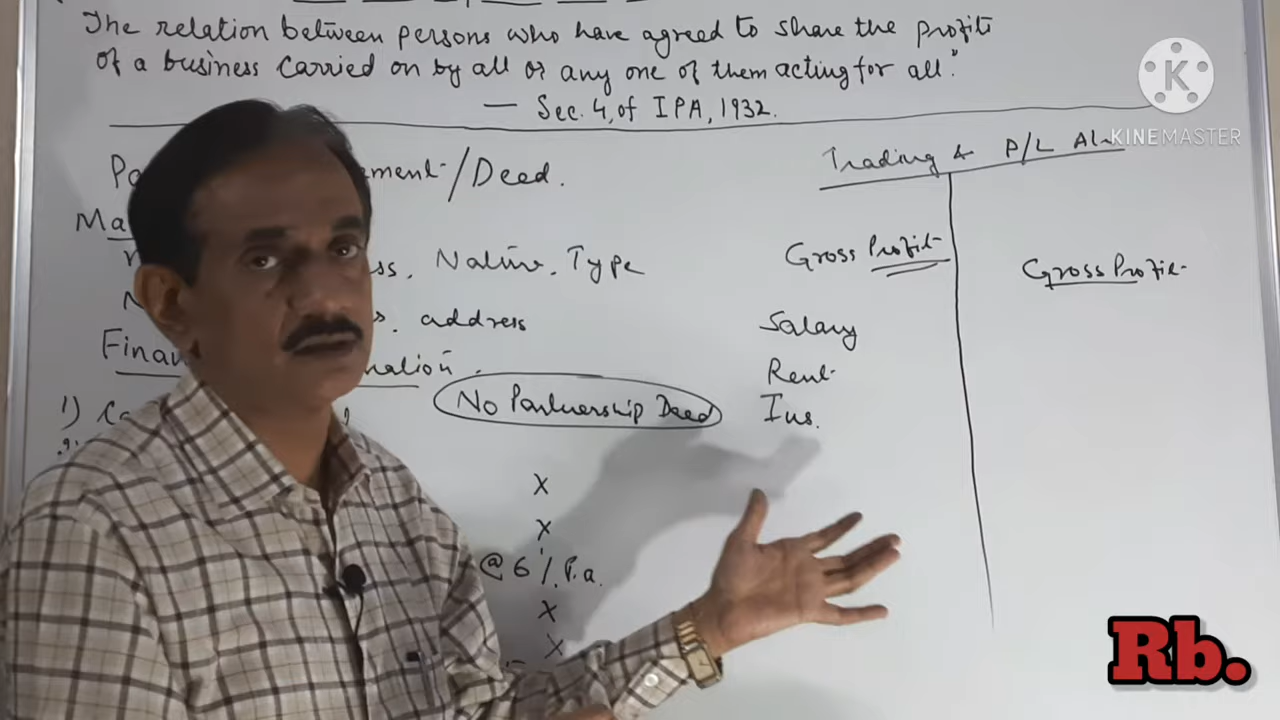 The relation between persons who have agreed to share the profits
of a business carried on by all or any one of them acting for all."
— Sec. 4, of IPA, 1932.
KINEMASTER
Trading & P/L A/c
/Deed.
Nature. Type
address
No Partnership Deed
1)
X
X
@ 6 % P.a.
X
X
Gross Profit
Salary
Rent
Ins.
Gross Profit
Rb.